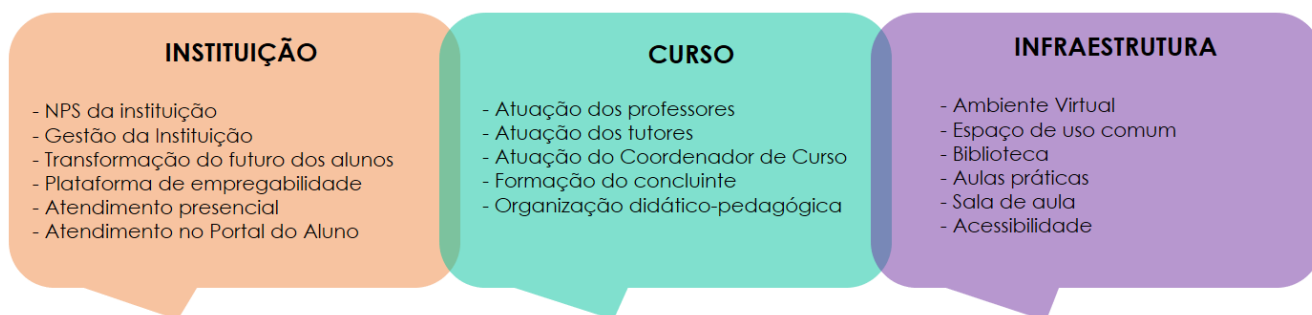 INSTITUIÇÃO
- NPS da instituição
- Gestão da Instituição
- Transformação do futuro dos alunos
- Plataforma de empregabilidade
- Atendimento presencial
- Atendimento no Portal do Aluno
CURSO
- Atuação dos professores
- Atuação dos tutores
- Atuação do Coordenador de Curso
- Formação do concluinte
- Organização didático-pedagógica
INFRAESTRUTURA
- Ambiente Virtual
- Espaço de uso comum
- Biblioteca
- Aulas práticas
- Sala de aula
- Acessibilidade